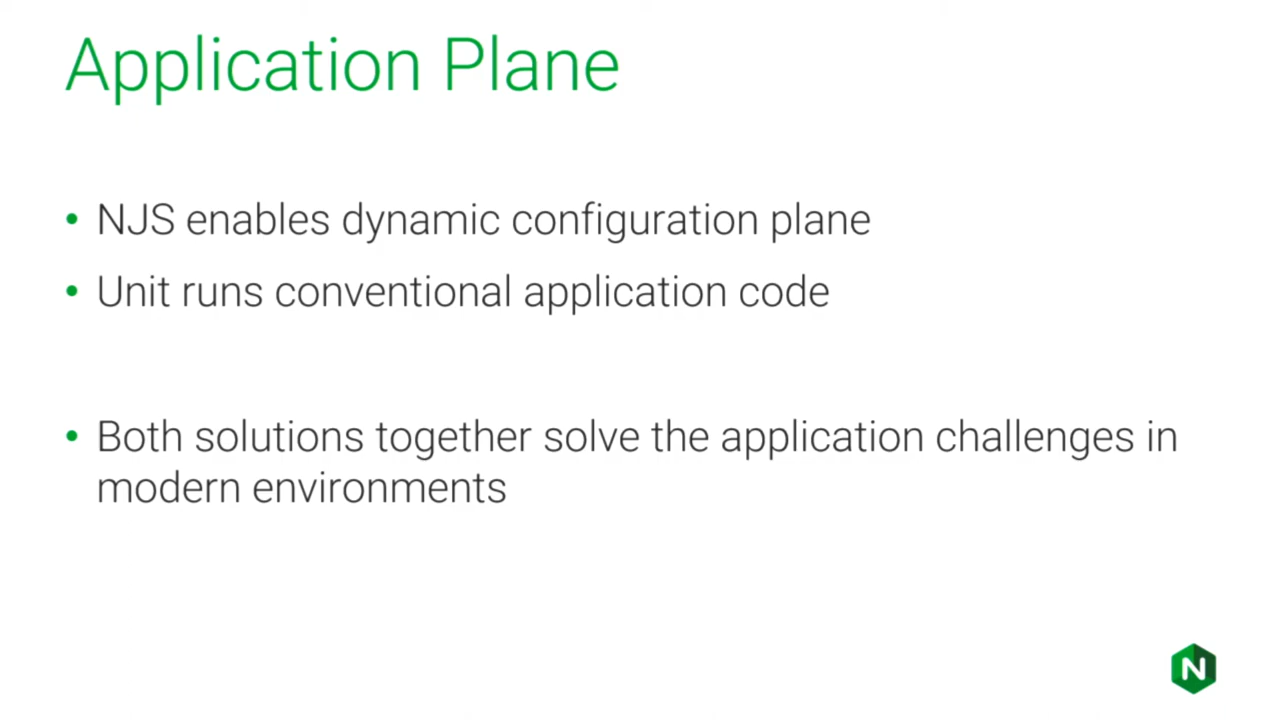 Application Plane
• NJS enables dynamic configuration plane
• Unit runs conventional application code
• Both solutions together solve the application challenges in
modern environments
N